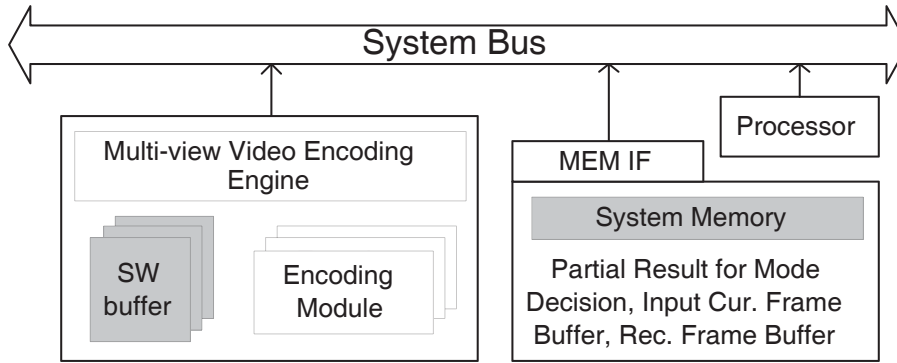 System Bus
Multi-view Video Encoding
Engine
SW
buffer
Encoding
Module
MEM IF
Processor
System Memory
Partial Result for Mode
Decision, Input Cur. Frame
Buffer, Rec. Frame Buffer